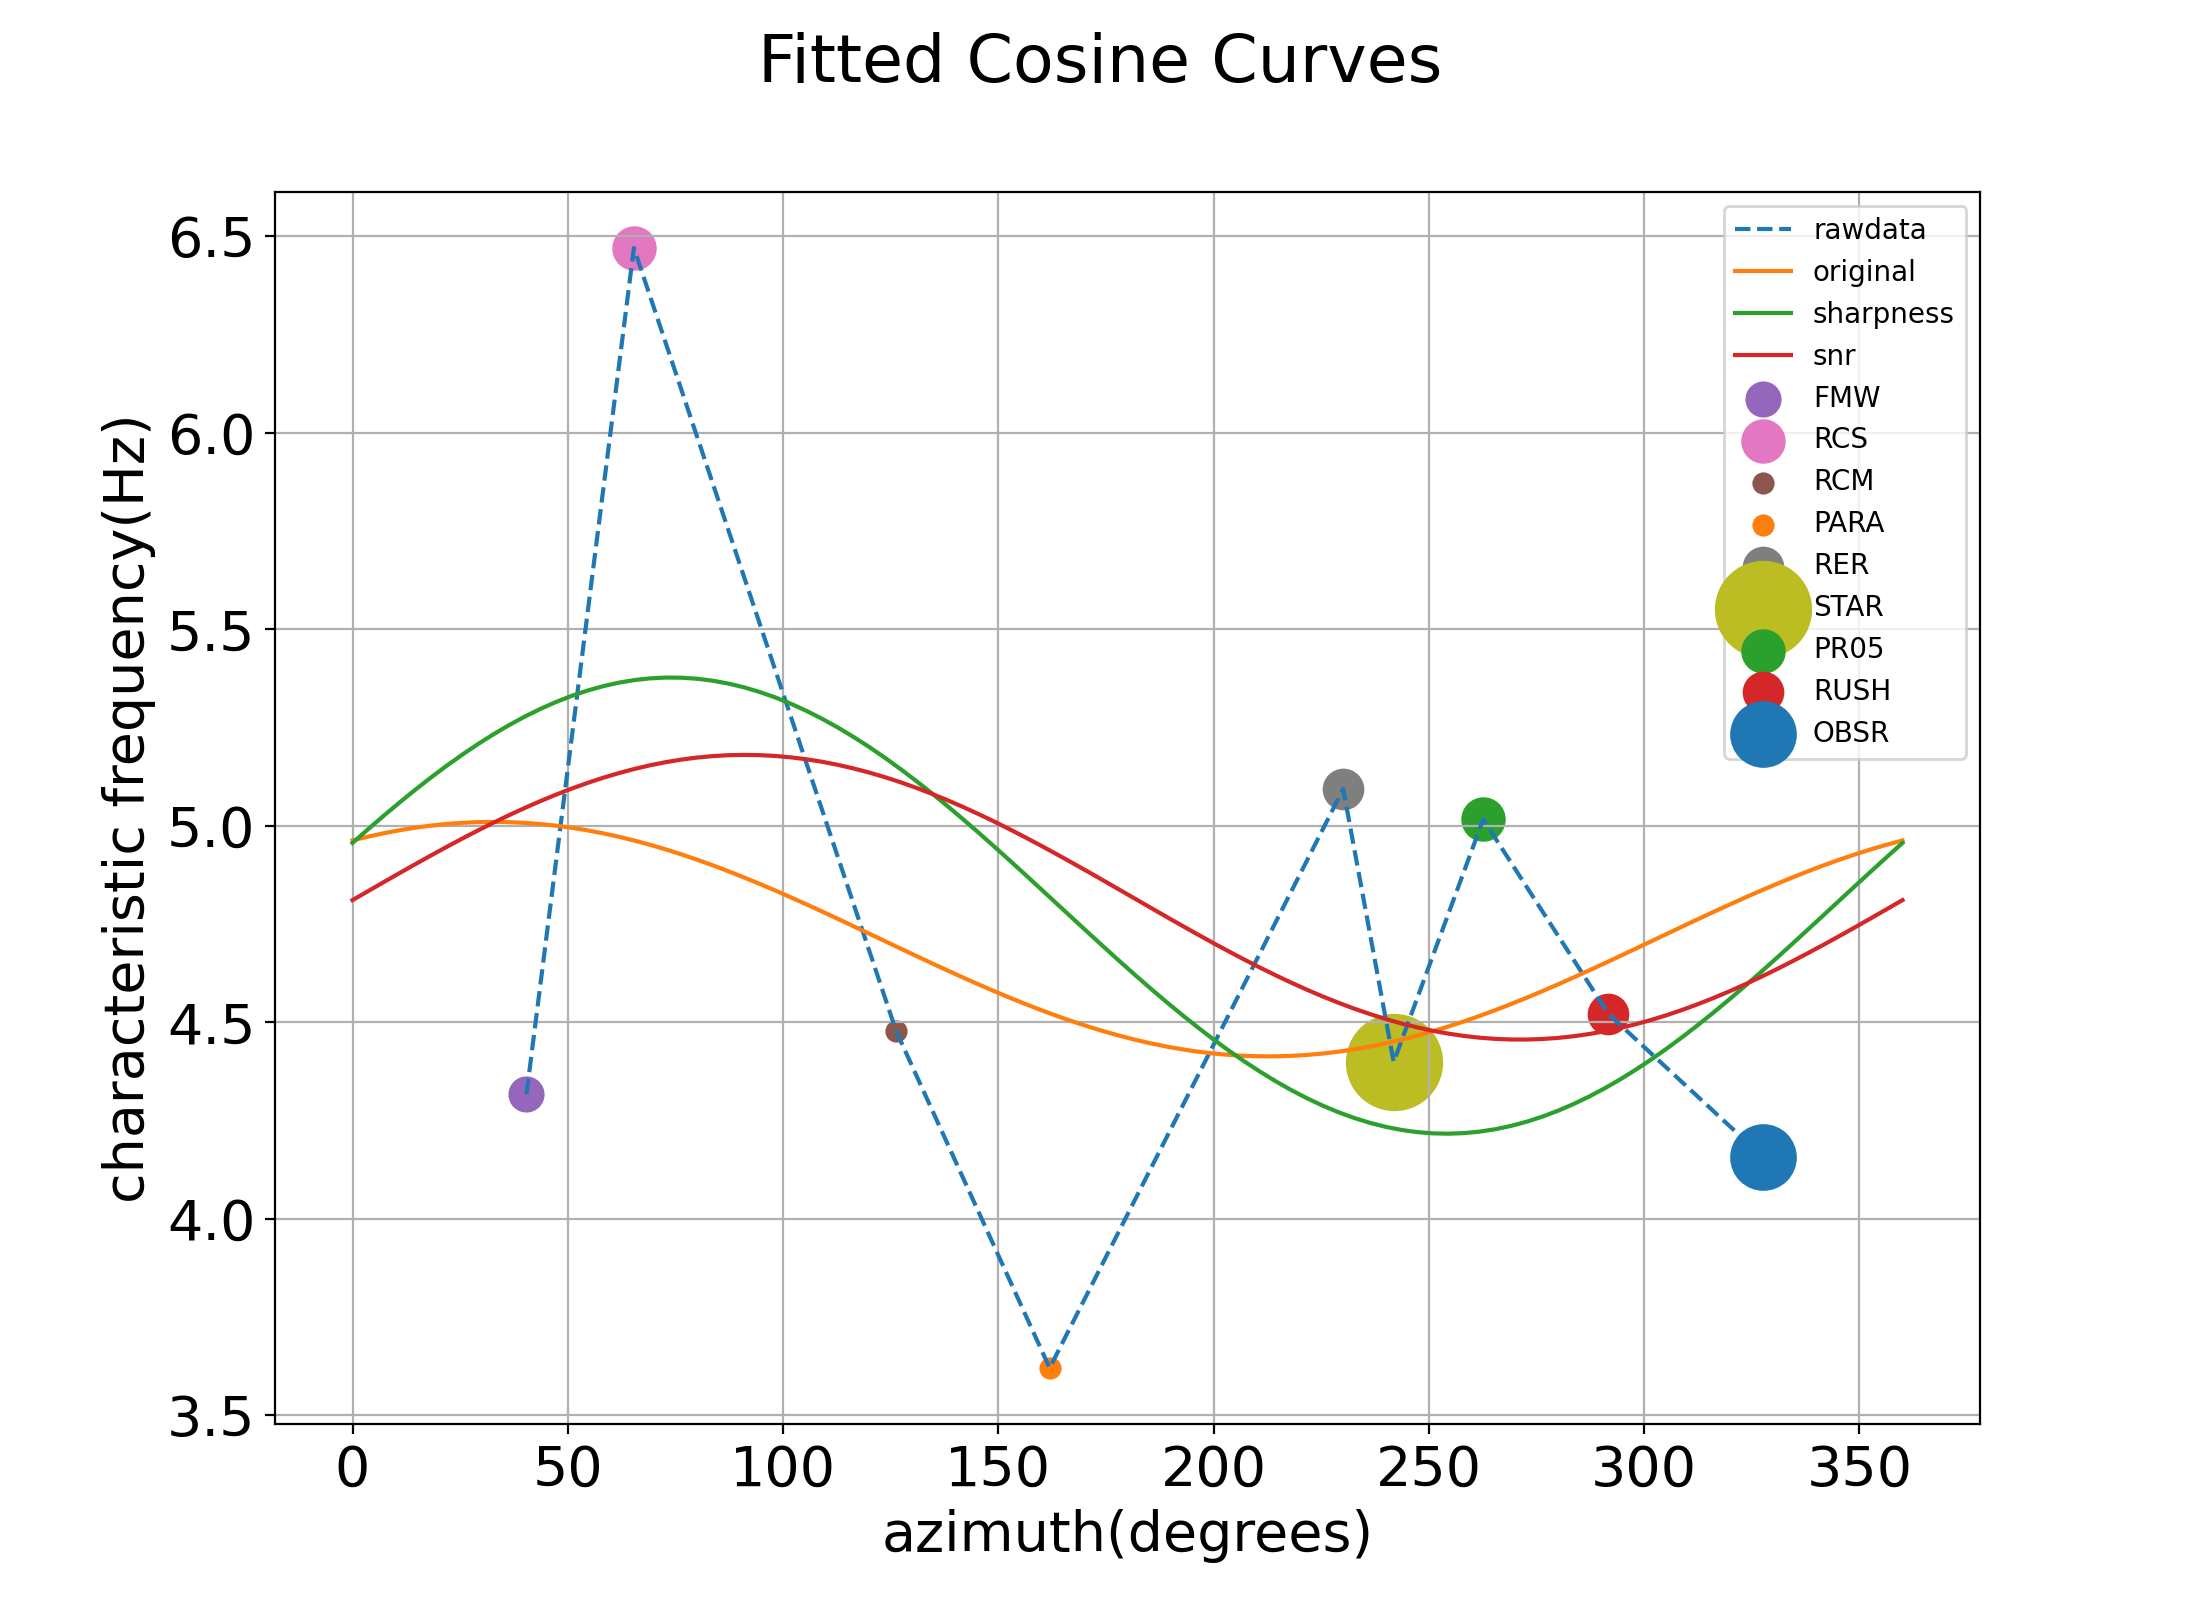 Fitted Cosine Curves
characteristic frequency(Hz)
6.5
6.0
5.5
5.0
4.5
4.0
3.5
rawdata
original
sharpness
snr
FMW
RCS
RCM
PARA
RER
STAR
PR05
RUSH
OBSR
0 50 100 150 200 250 300 350
azimuth(degrees)